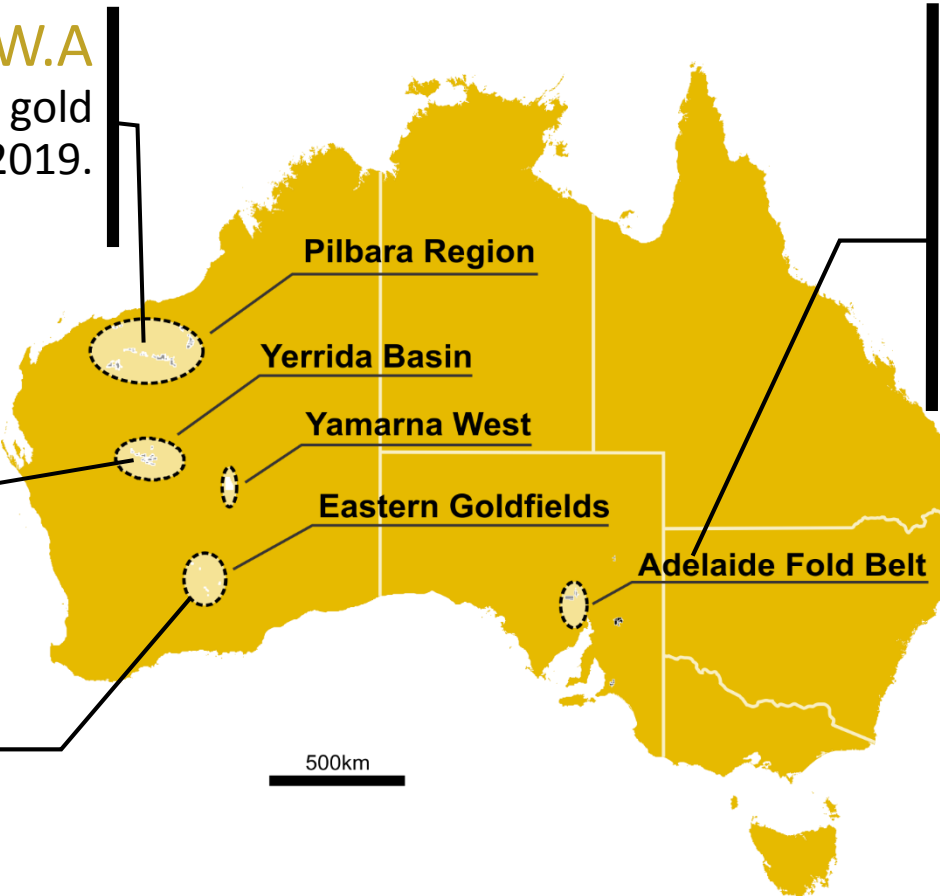 W.A
gold
2019.
Pilbara Region
Yerrida Basin
Yamarna West
Eastern Goldfields
Adelaide Fold Belt
500km